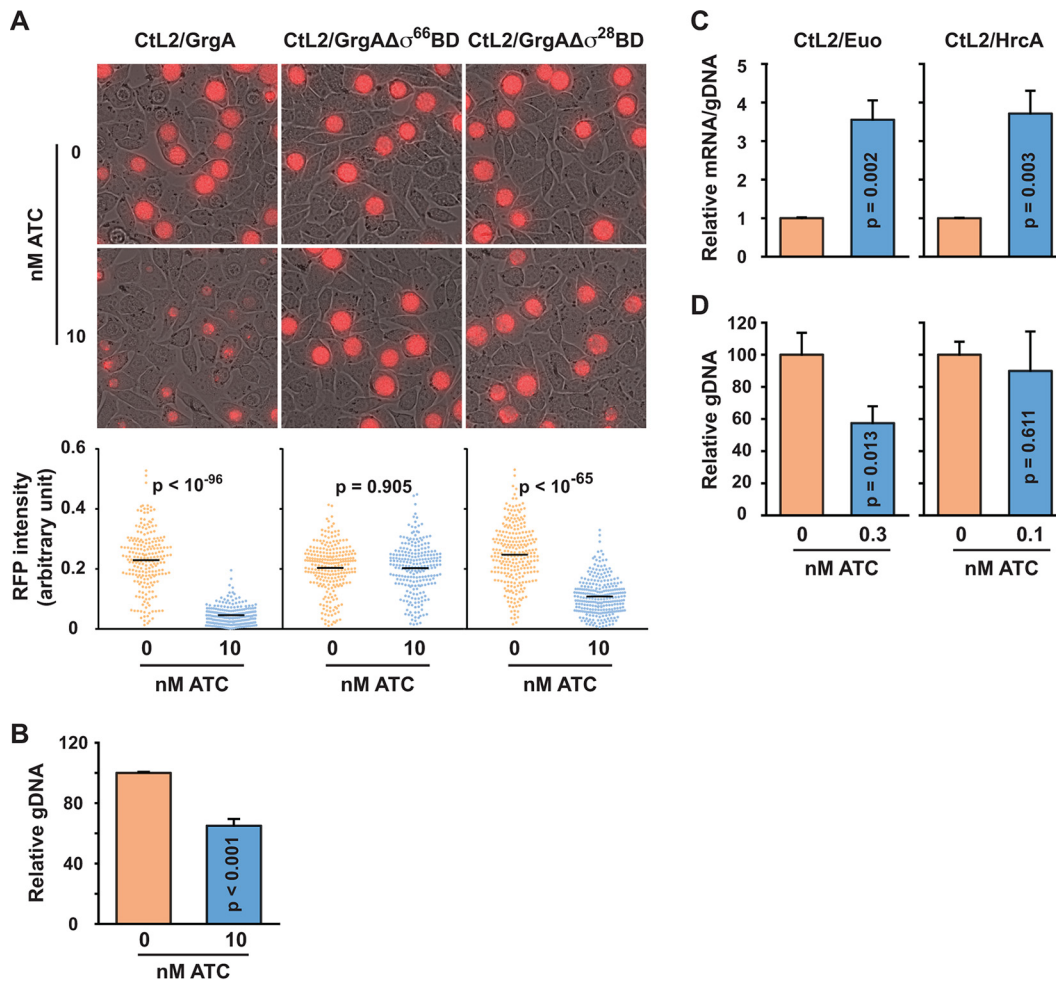 A
CtL2/GrgA
CtL2/GrgAΔσ66BD
CtL2/GrgAΔσ28BD
nM ATC
0
10
RFP intensity
(arbitrary unit)
0.6
0.4
0.2
0
p < 10-96
p = 0.905
p < 10-65
0 10
0 10
0 10
nM ATC
nM ATC
nM ATC
B
Relative gDNA
120
80
40
0
p < 0.001
0 10
nM ATC
C
CtL2/Euo
CtL2/HrcA
Relative mRNA/gDNA
5
4
3
2
1
0
p = 0.002
p = 0.003
D
Relative gDNA
120
100
80
60
40
20
0
p = 0.013
p = 0.611
0 0.3
0 0.1
nM ATC
nM ATC